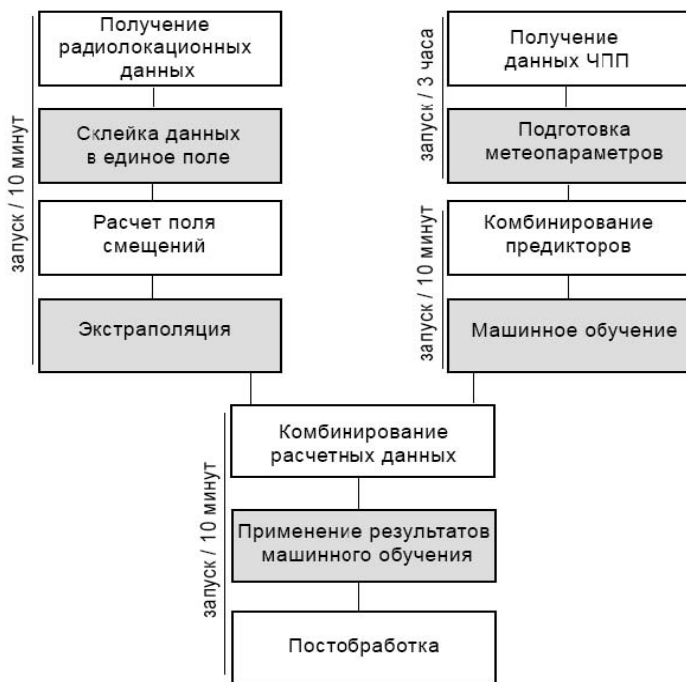 запуск / 10 минут
Получение
радиолокационных
данных
Склейка данных
в единое поле
Расчет поля
смещений
Экстраполяция
запуск / 3 часа
Получение
данных ЧПП
Подготовка
метеопараметров
запуск / 10 минут
Комбинирование
предикторов
Машинное обучение
запуск / 10 минут
Комбинирование
расчетных данных
Применение результатов
машинного обучения
Постобработка